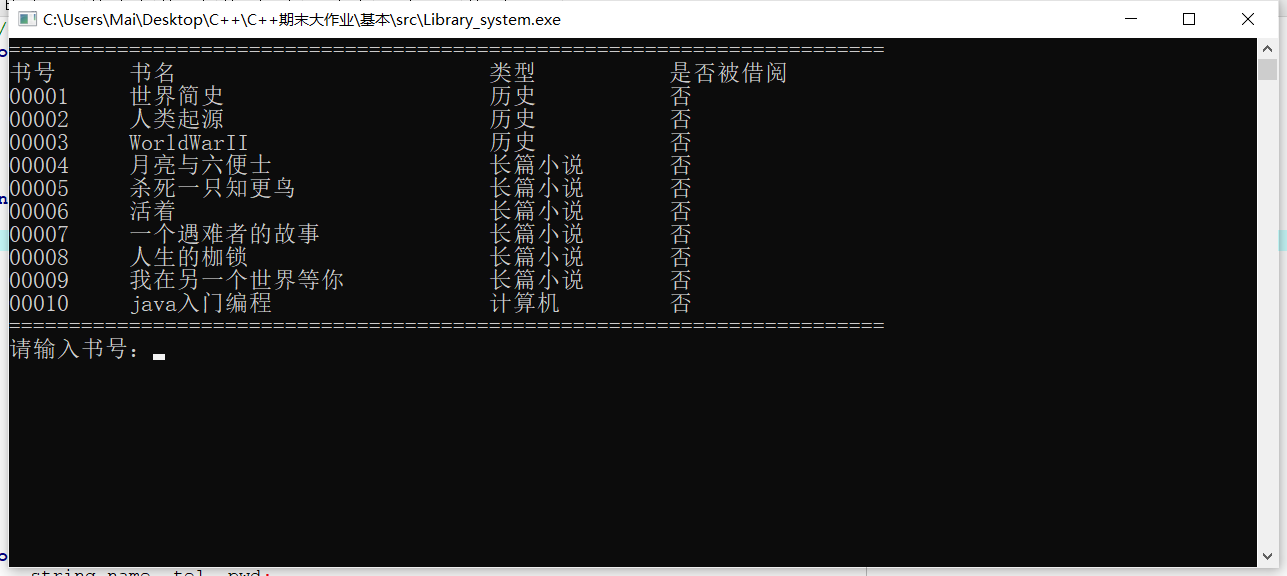 C:\Users\Mai\Desktop\C++\C++期末大作业\基本\src\Library_system.exe
=========================================================================
书号 书名 类型 是否被借阅
00001 世界简史 历史 否
00002 人类起源 历史 否
00003 WorldWarII 历史 否
00004 月亮与六便士 长篇小说 否
00005 杀死一只知更鸟 长篇小说 否
00006 活着 长篇小说 否
00007 一个遇难者的故事 长篇小说 否
00008 人生的枷锁 长篇小说 否
00009 我在另一个世界等你 长篇小说 否
00010 java入门编程 计算机 否
=========================================================================
请输入书号：
string name, tel, pwd;